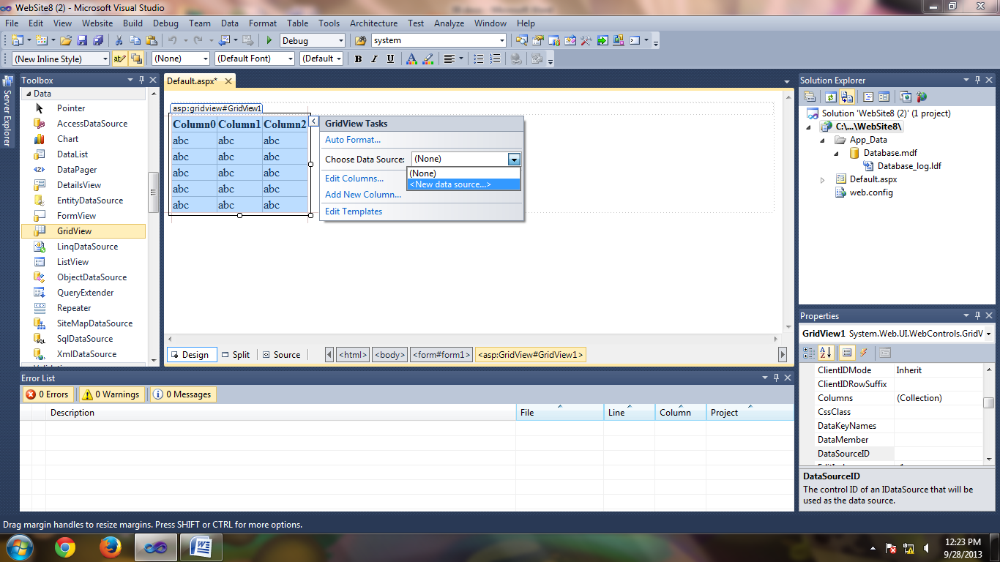 WebSite8 (2) - Microsoft Visual Studio
File Edit View Website Build Debug Team Data Format Table Tools Architecture Test Analyze Window Help
Debug system
(New Inline Style) (None) (Default Font) (Default B I U A
Server Explorer
Toolbox
Data
Pointer
AccessDataSource
Chart
DataList
DataPager
DetailsView
EntityDataSource
FormView
GridView
LinqDataSource
ListView
ObjectDataSource
QueryExtender
Repeater
SiteMapDataSource
SqlDataSource
XmlDataSource
Default.aspx*
asp:gridview#GridView1
Column0 Column1 Column2
abc abc abc
abc abc abc
abc abc abc
abc abc abc
abc abc abc
GridView Tasks
Auto Format...
Choose Data Source: (None)
(None)
<New data source...>
Edit Columns...
Add New Column...
Edit Templates
Design Split Source <html> <body> <form#form1> <asp:GridView#GridView1>
Solution Explorer
Solution 'WebSite8 (2)' (1 project)
C:\...\WebSite8\
App_Data
Database.mdf
Database_log.ldf
Default.aspx
web.config
Properties
GridView1 System.Web.UI.WebControls.GridV
ClientIDMode Inherit
ClientIDRowSuffix
Columns (Collection)
CssClass
DataKeyNames
DataMember
DataSourceID
DataSourceID
The control ID of an IDataSource that will be
used as the data source.
Error List
0 Errors 0 Warnings 0 Messages
Description File Line Column Project
Drag margin handles to resize margins. Press SHIFT or CTRL for more options.
12:23 PM
9/28/2013